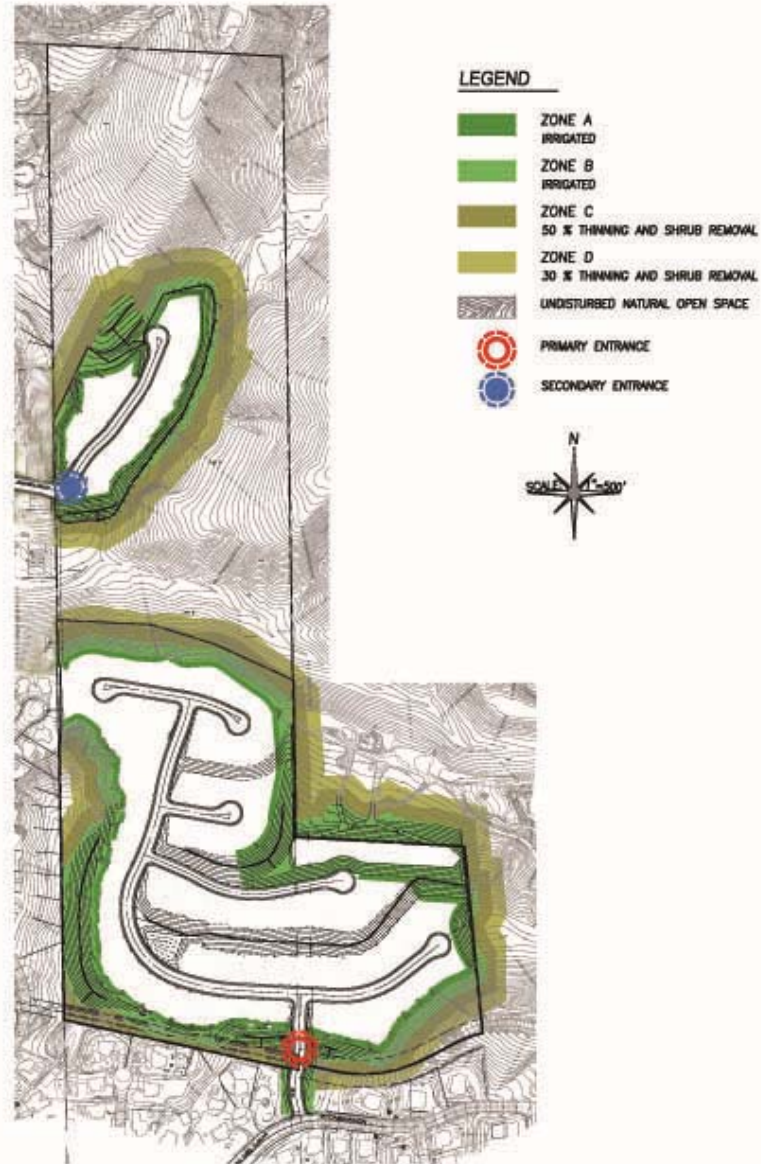 LEGEND
ZONE A
IRRIGATED
ZONE B
IRRIGATED
ZONE C
50 % THINNING AND SHRUB REMOVAL
ZONE D
30 % THINNING AND SHRUB REMOVAL
UNDISTURBED NATURAL OPEN SPACE
PRIMARY ENTRANCE
SECONDARY ENTRANCE
N
SCALE 1"=500'